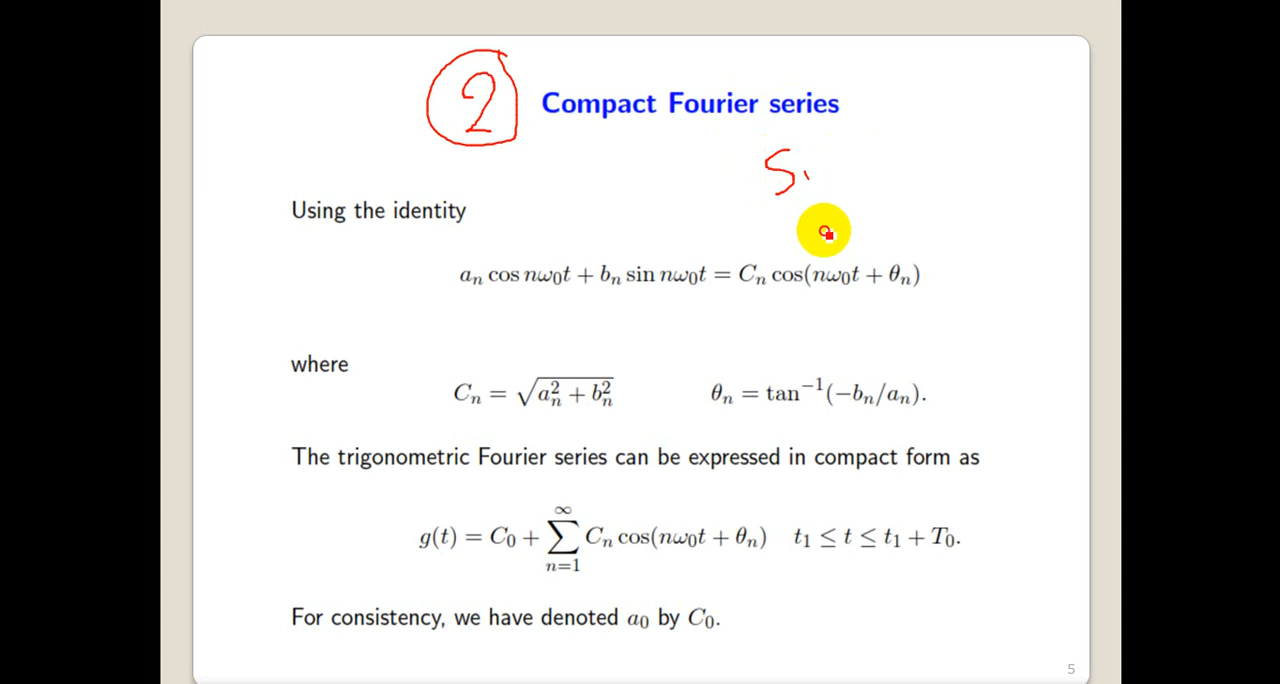 2 Compact Fourier series
S
Using the identity
aₙ cos nω₀t + bₙ sin nω₀t = Cₙ cos(nω₀t + θₙ)
where
Cₙ = √(aₙ² + bₙ²)    θₙ = tan⁻¹(−bₙ/aₙ).
The trigonometric Fourier series can be expressed in compact form as
g(t) = C₀ + ∑ₙ₌₁^∞ Cₙ cos(nω₀t + θₙ)    t₁ ≤ t ≤ t₁ + T₀.
For consistency, we have denoted a₀ by C₀.
5